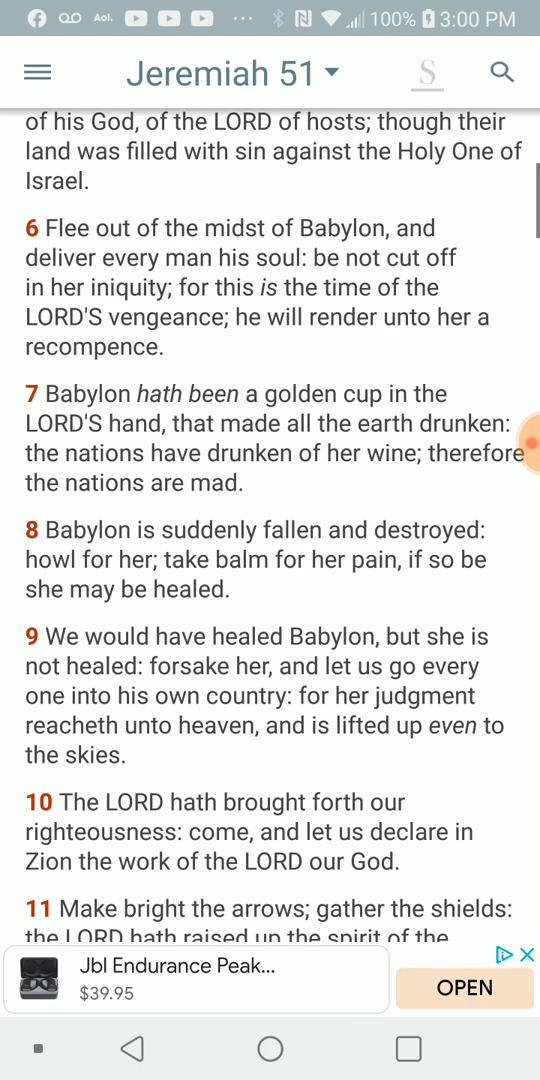 Aol.
100%
3:00 PM
Jeremiah 51
S
of his God, of the LORD of hosts; though their
land was filled with sin against the Holy One of
Israel.
6 Flee out of the midst of Babylon, and
deliver every man his soul: be not cut off
in her iniquity; for this is the time of the
LORD'S vengeance; he will render unto her a
recompence.
7 Babylon hath been a golden cup in the
LORD'S hand, that made all the earth drunken:
the nations have drunken of her wine; therefore
the nations are mad.
8 Babylon is suddenly fallen and destroyed:
howl for her; take balm for her pain, if so be
she may be healed.
9 We would have healed Babylon, but she is
not healed: forsake her, and let us go every
one into his own country: for her judgment
reacheth unto heaven, and is lifted up even to
the skies.
10 The LORD hath brought forth our
righteousness: come, and let us declare in
Zion the work of the LORD our God.
11 Make bright the arrows; gather the shields:
the LORD hath raised up the spirit of the
Jbl Endurance Peak...
$39.95
OPEN